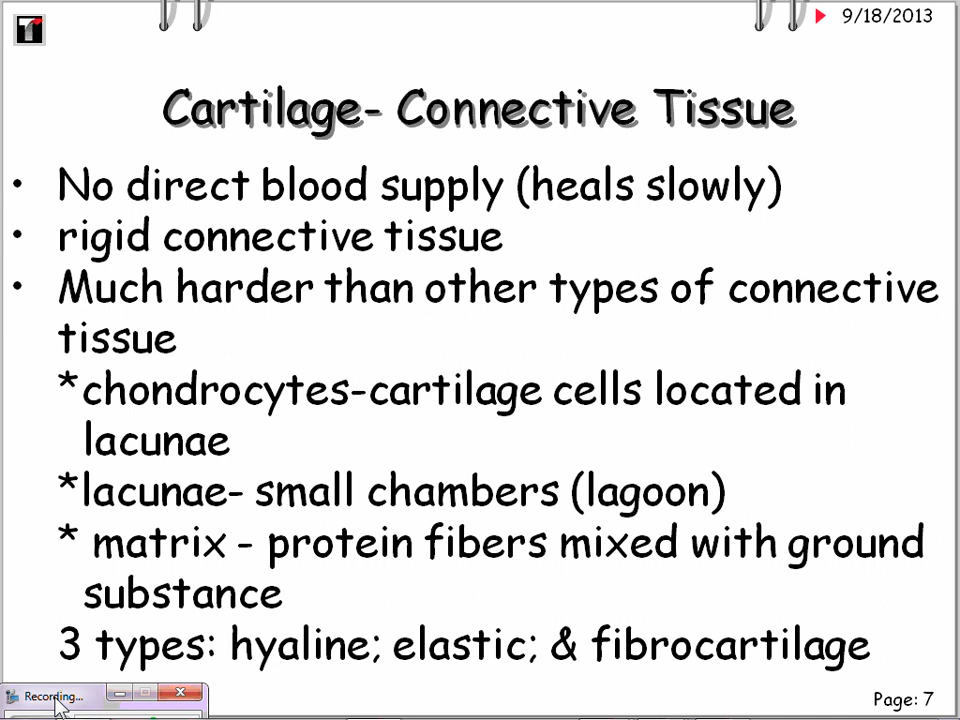 9/18/2013
Cartilage- Connective Tissue
• No direct blood supply (heals slowly)
• rigid connective tissue
• Much harder than other types of connective
tissue
*chondrocytes-cartilage cells located in
lacunae
*lacunae- small chambers (lagoon)
* matrix - protein fibers mixed with ground
substance
3 types: hyaline; elastic; & fibrocartilage
Recording...
Page: 7